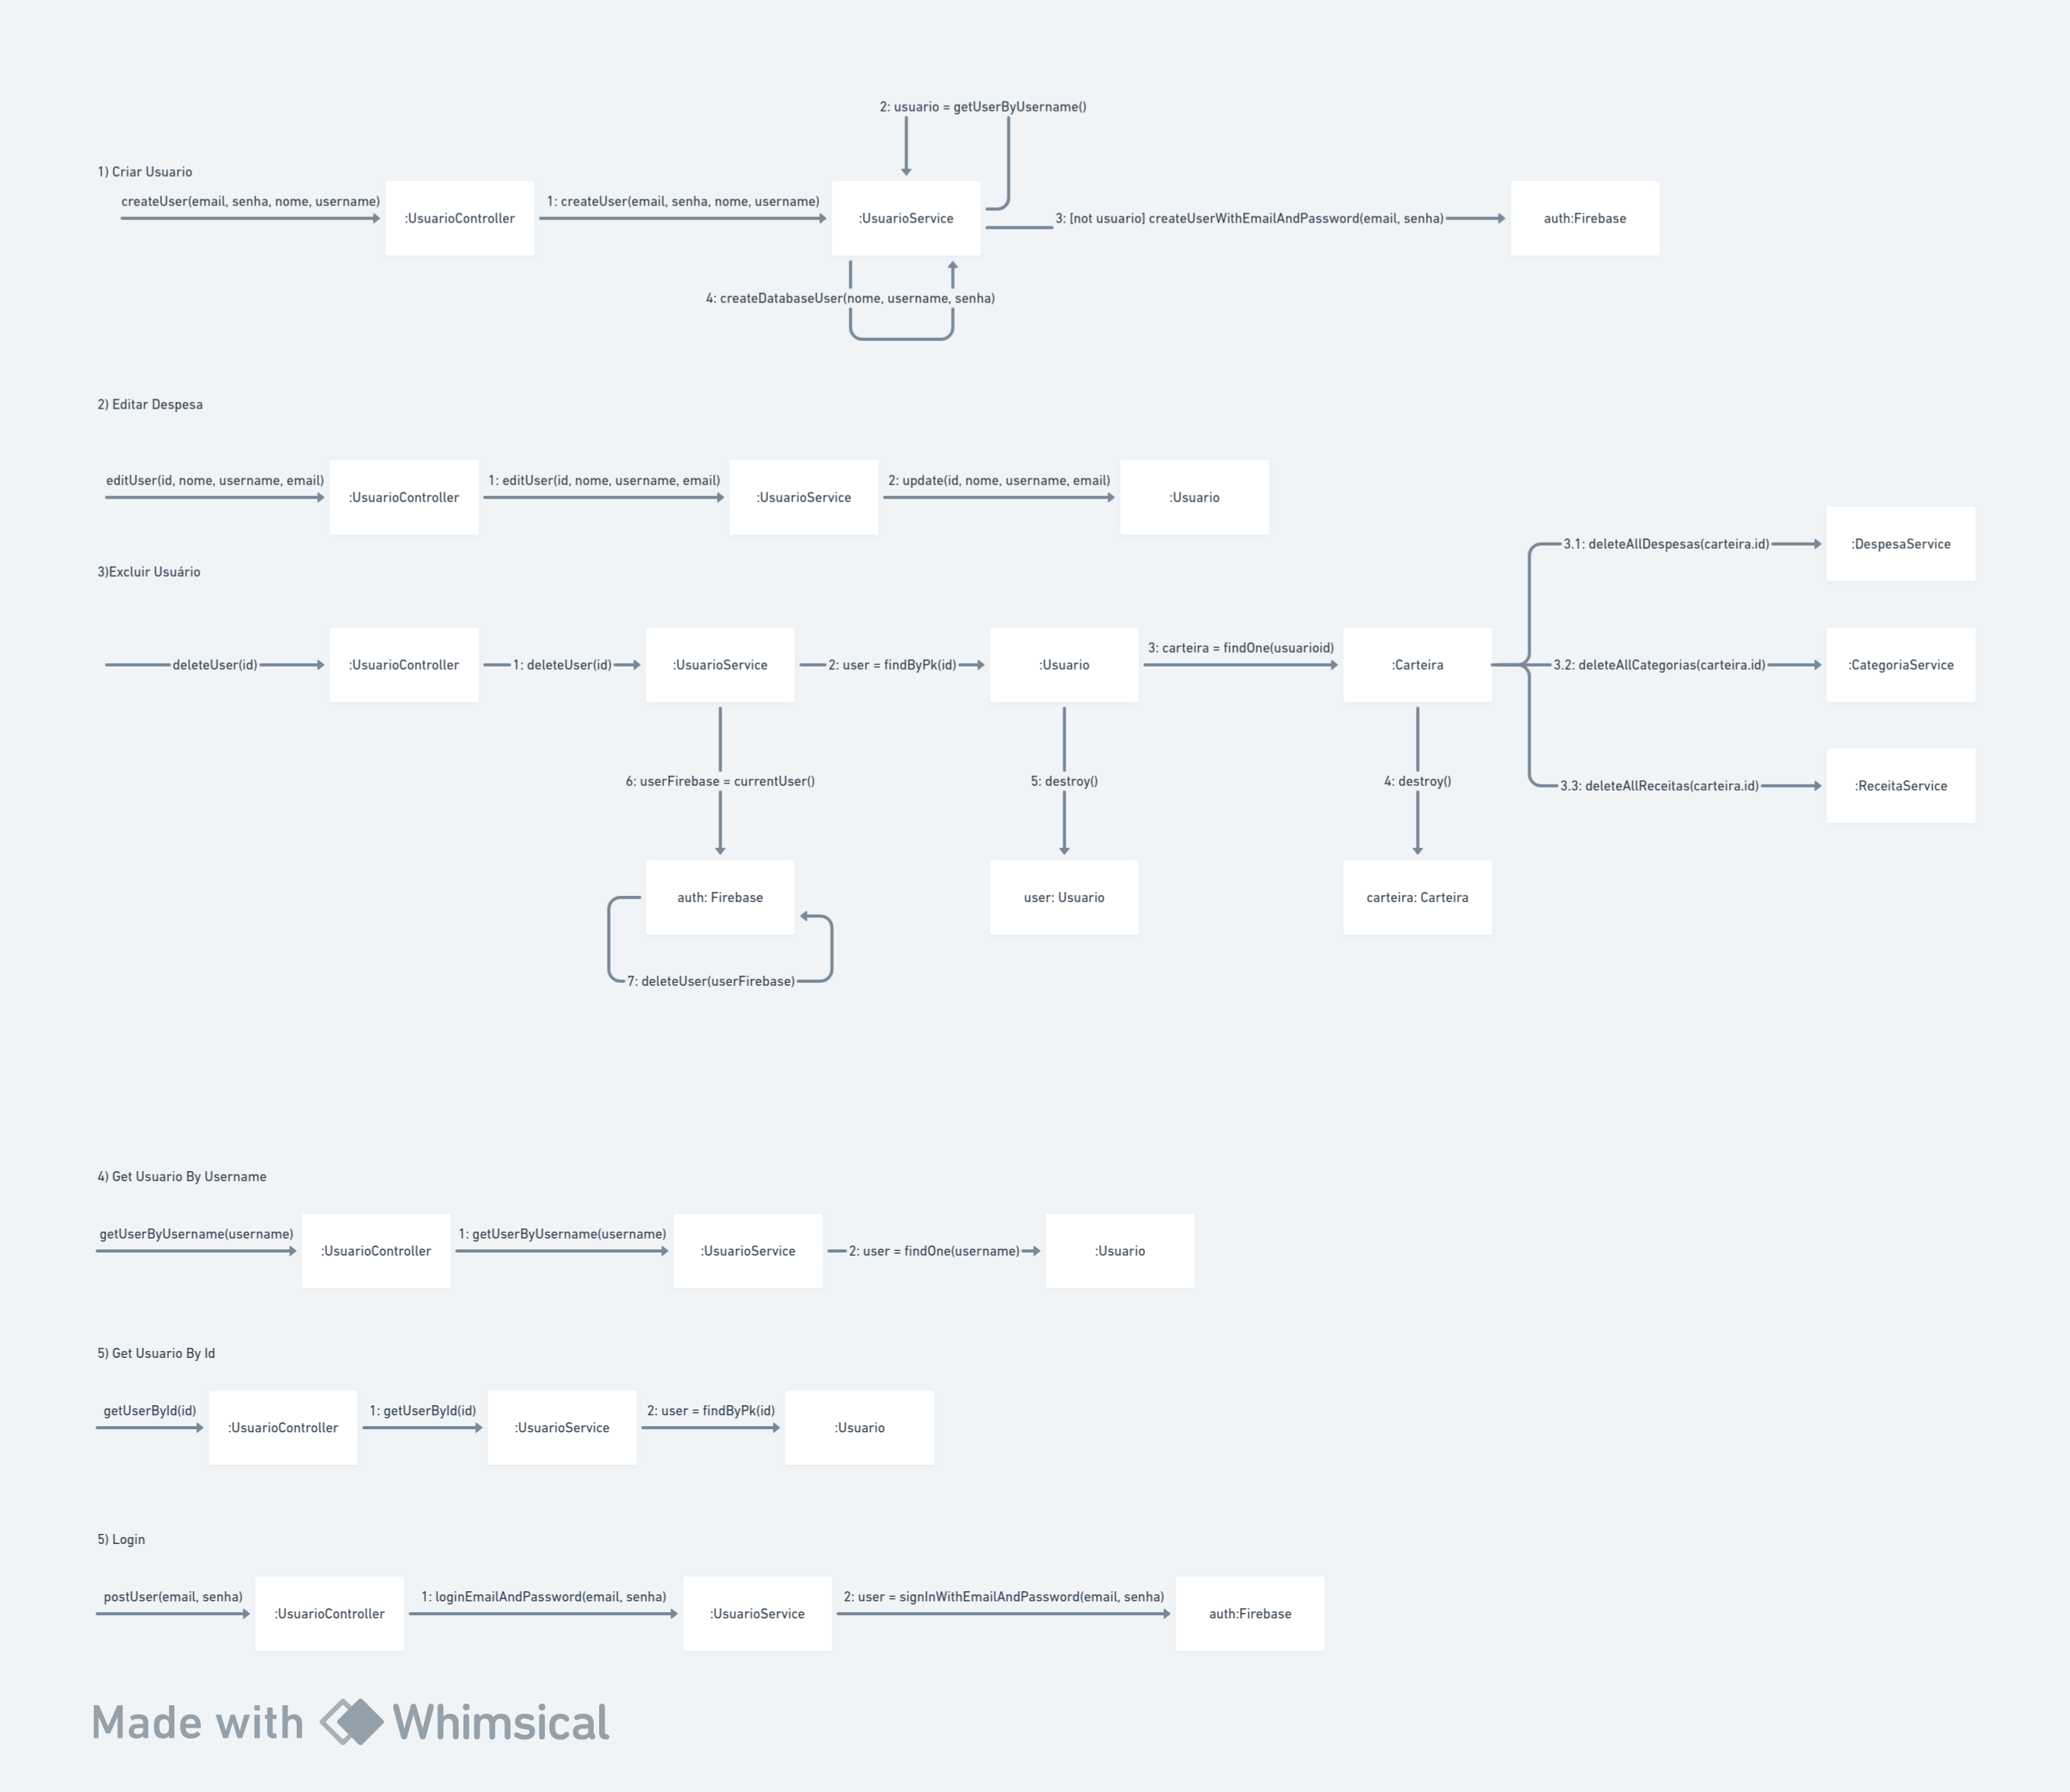 2: usuario = getUserByUsername()
1) Criar Usuario
createUser(email, senha, nome, username)
:UsuarioController
1: createUser(email, senha, nome, username)
:UsuarioService
3: [not usuario] createUserWithEmailAndPassword(email, senha)
auth:Firebase
4: createDatabaseUser(nome, username, senha)
2) Editar Despesa
editUser(id, nome, username, email)
:UsuarioController
1: editUser(id, nome, username, email)
:UsuarioService
2: update(id, nome, username, email)
:Usuario
3)Excluir Usuário
deleteUser(id)
:UsuarioController
1: deleteUser(id)
:UsuarioService
2: user = findByPk(id)
:Usuario
3: carteira = findOne(usuarioid)
:Carteira
3.1: deleteAllDespesas(carteira.id)
:DespesaService
3.2: deleteAllCategorias(carteira.id)
:CategoriaService
3.3: deleteAllReceitas(carteira.id)
:ReceitaService
6: userFirebase = currentUser()
5: destroy()
4: destroy()
auth: Firebase
user: Usuario
carteira: Carteira
7: deleteUser(userFirebase)
4) Get Usuario By Username
getUserByUsername(username)
:UsuarioController
1: getUserByUsername(username)
:UsuarioService
2: user = findOne(username)
:Usuario
5) Get Usuario By Id
getUserById(id)
:UsuarioController
1: getUserById(id)
:UsuarioService
2: user = findByPk(id)
:Usuario
5) Login
postUser(email, senha)
:UsuarioController
1: loginEmailAndPassword(email, senha)
:UsuarioService
2: user = signInWithEmailAndPassword(email, senha)
auth:Firebase
Made with Whimsical